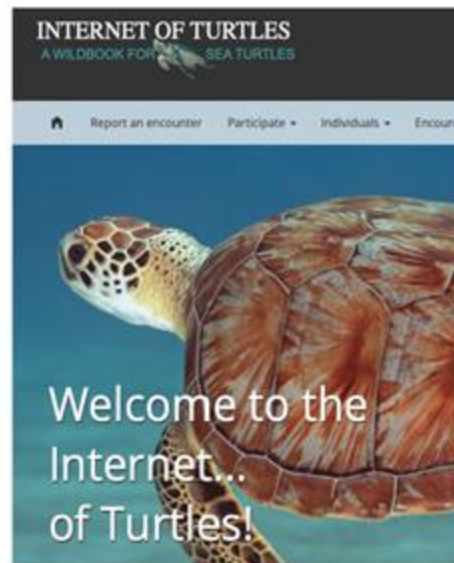 INTERNET OF TURTLES
A WILDBOOK FOR SEA TURTLES
Report an encounter Participate Individuals Encoun
Welcome to the
Internet...
of Turtles!